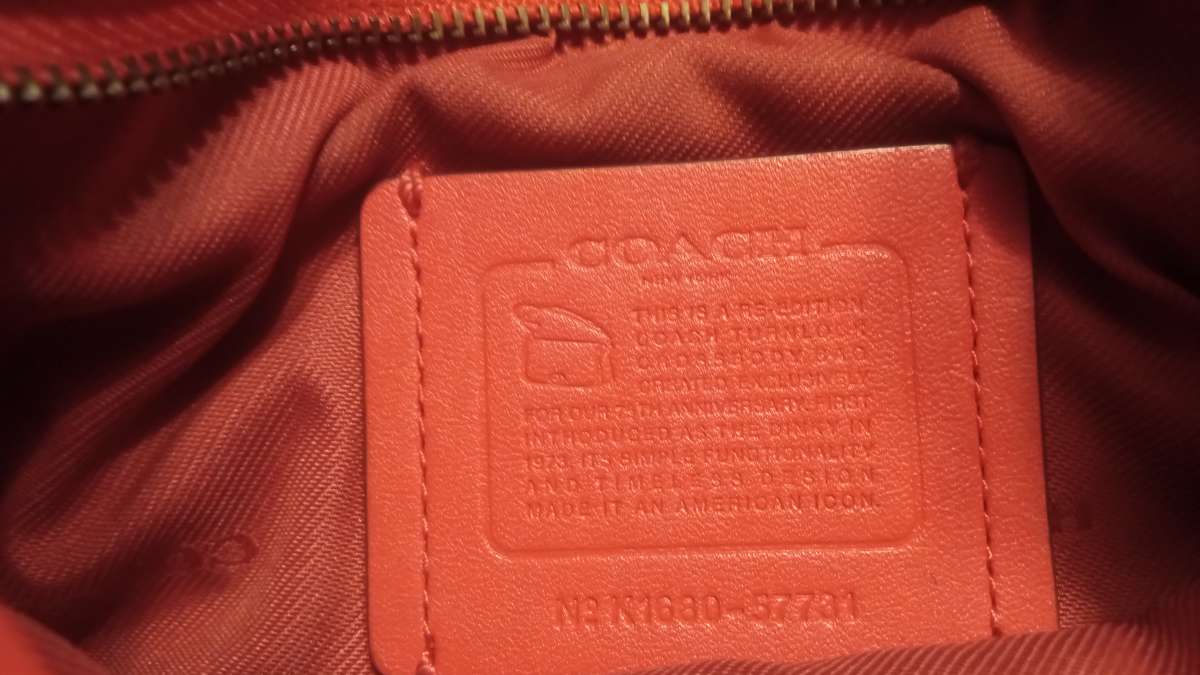 COACH
NEW YORK
THIS IS A RE-EDITION
COACH TURNLOCK
CROSSBODY BAG
CREATED EXCLUSIVELY
FOR OUR 75TH ANNIVERSARY. FIRST
INTRODUCED AS THE DINKY IN
1973, ITS SIMPLE FUNCTIONALITY
AND TIMELESS DESIGN
MADE IT AN AMERICAN ICON.
Nº K1680-57731